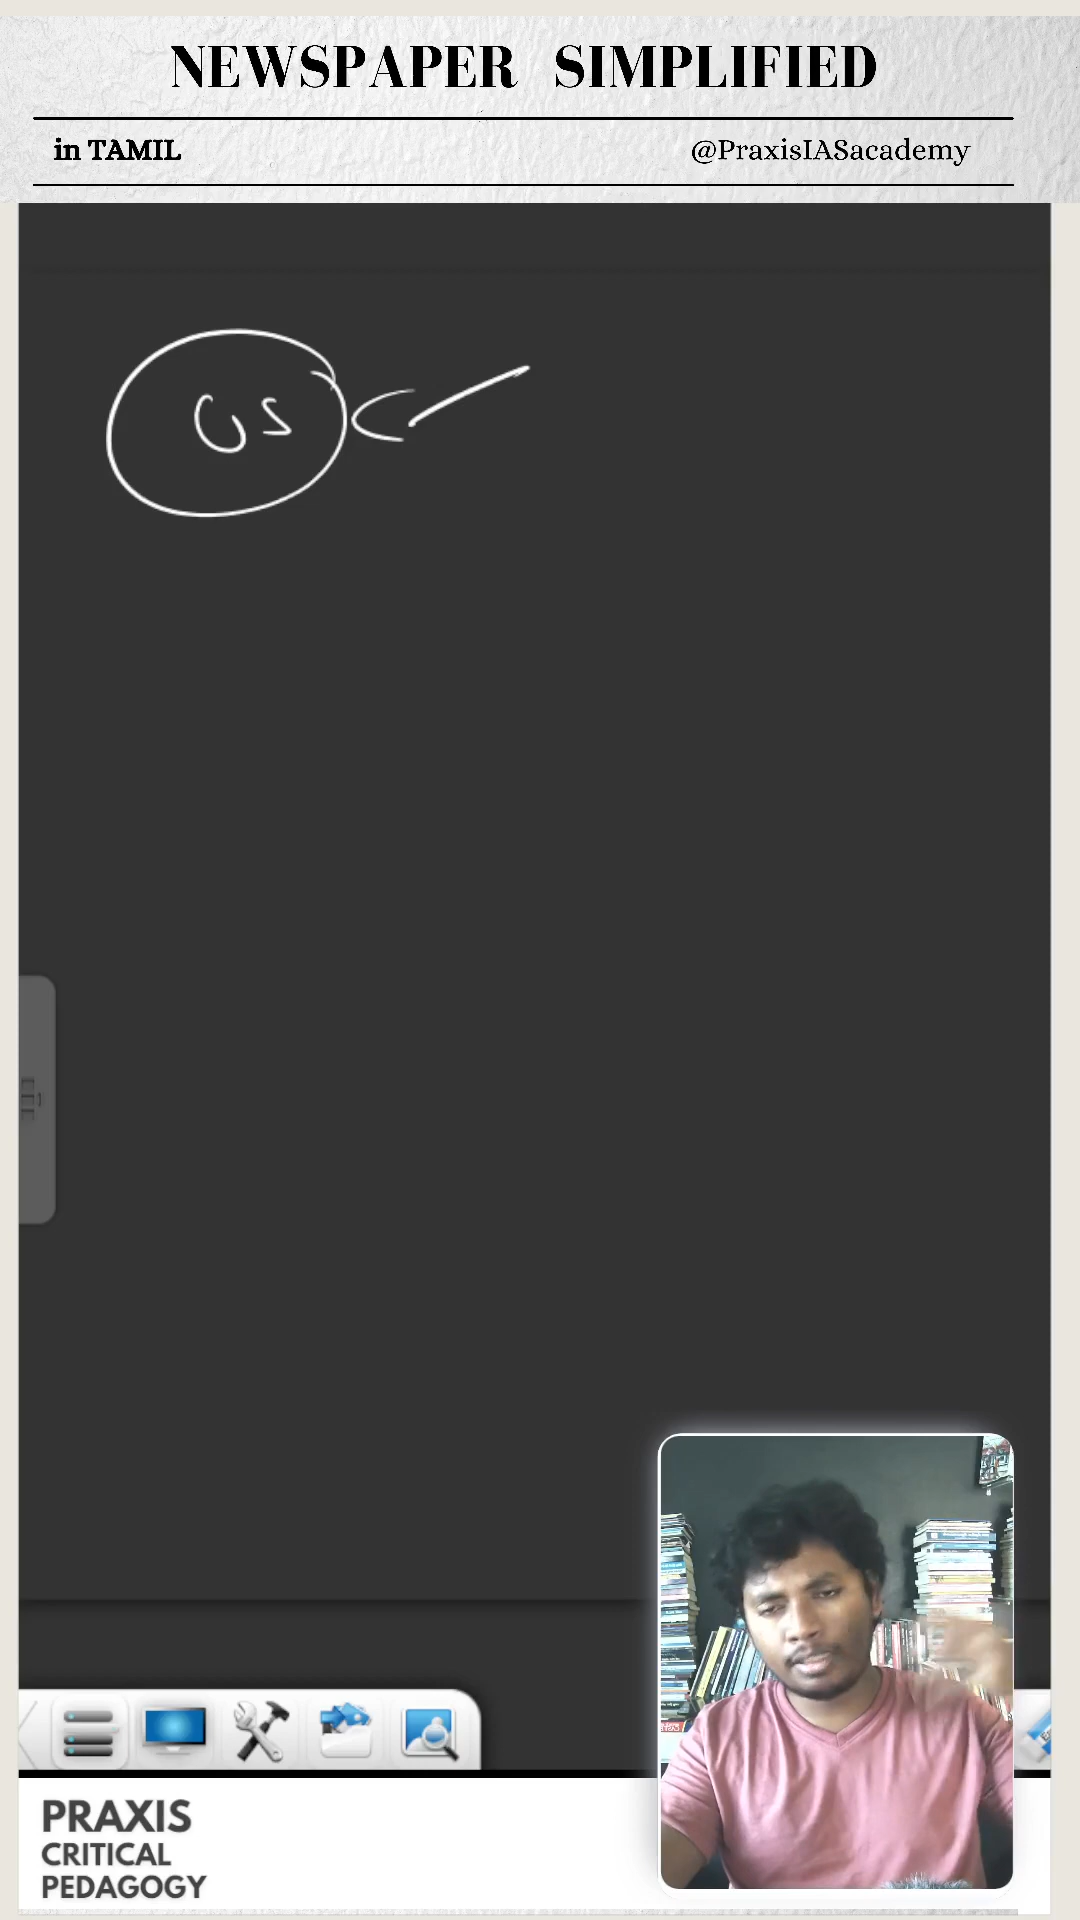 NEWSPAPER SIMPLIFIED
in TAMIL
@PraxisIASacademy
US
PRAXIS
CRITICAL
PEDAGOGY